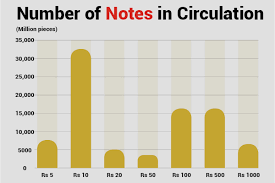 Number of Notes in Circulation
(Million pieces)
35,000
30,000
25,000
20,000
15,000
10,000
5000
0
Rs 5 Rs 10 Rs 20 Rs 50 Rs 100 Rs 500 Rs 1000